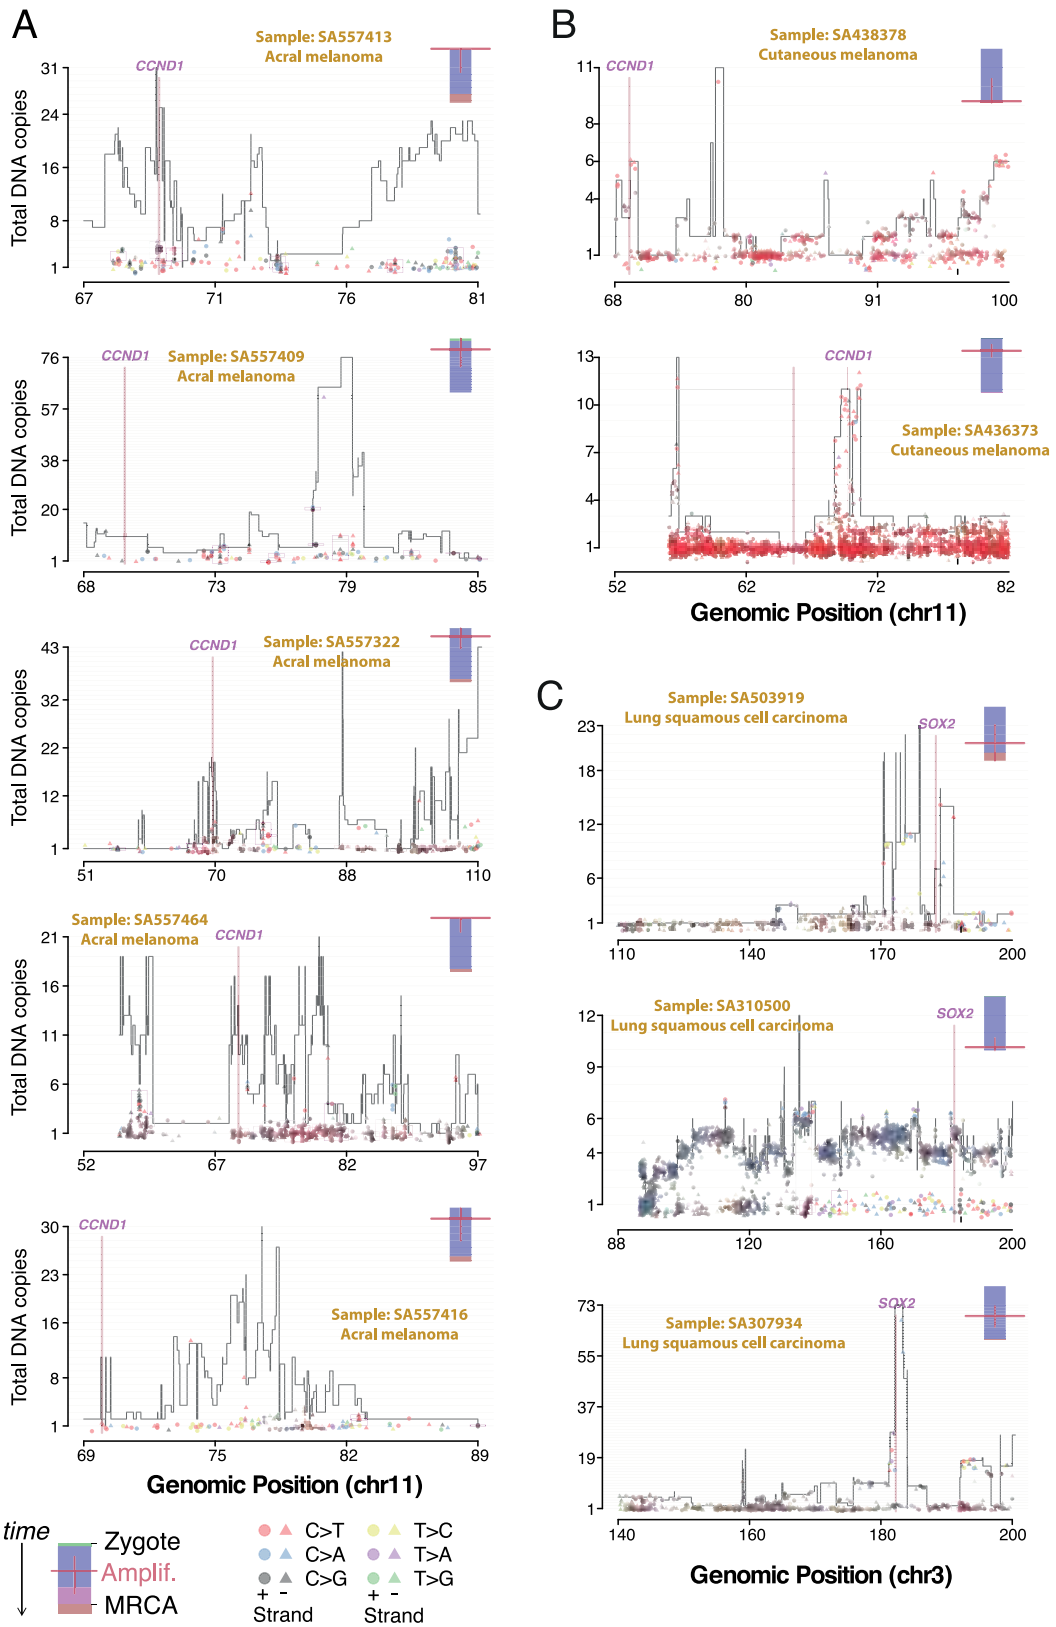 A
Sample: SA557413
Acral melanoma
CCND1
Total DNA copies
31
24
16
8
1
67
71
76
81
CCND1
Sample: SA557409
Acral melanoma
Total DNA copies
76
57
38
20
1
68
73
79
85
CCND1
Sample: SA557322
Acral melanoma
Total DNA copies
43
32
22
12
1
51
70
88
110
Sample: SA557464
Acral melanoma
CCND1
Total DNA copies
21
16
11
6
1
52
67
82
97
CCND1
Sample: SA557416
Acral melanoma
Total DNA copies
30
23
16
8
1
69
75
82
89
Genomic Position (chr11)
B
Sample: SA438378
Cutaneous melanoma
CCND1
11
8
6
4
1
68
80
91
100
CCND1
Sample: SA436373
Cutaneous melanoma
13
10
7
4
1
52
62
72
82
Genomic Position (chr11)
C
Sample: SA503919
Lung squamous cell carcinoma
SOX2
23
18
12
6
1
110
140
170
200
Sample: SA310500
Lung squamous cell carcinoma
SOX2
12
9
6
4
1
88
120
160
200
SOX2
Sample: SA307934
Lung squamous cell carcinoma
73
55
37
19
1
140
160
180
200
Genomic Position (chr3)
time
Zygote
Amplif.
MRCA
C>T
C>A
C>G
+ -
Strand
T>C
T>A
T>G
+ -
Strand